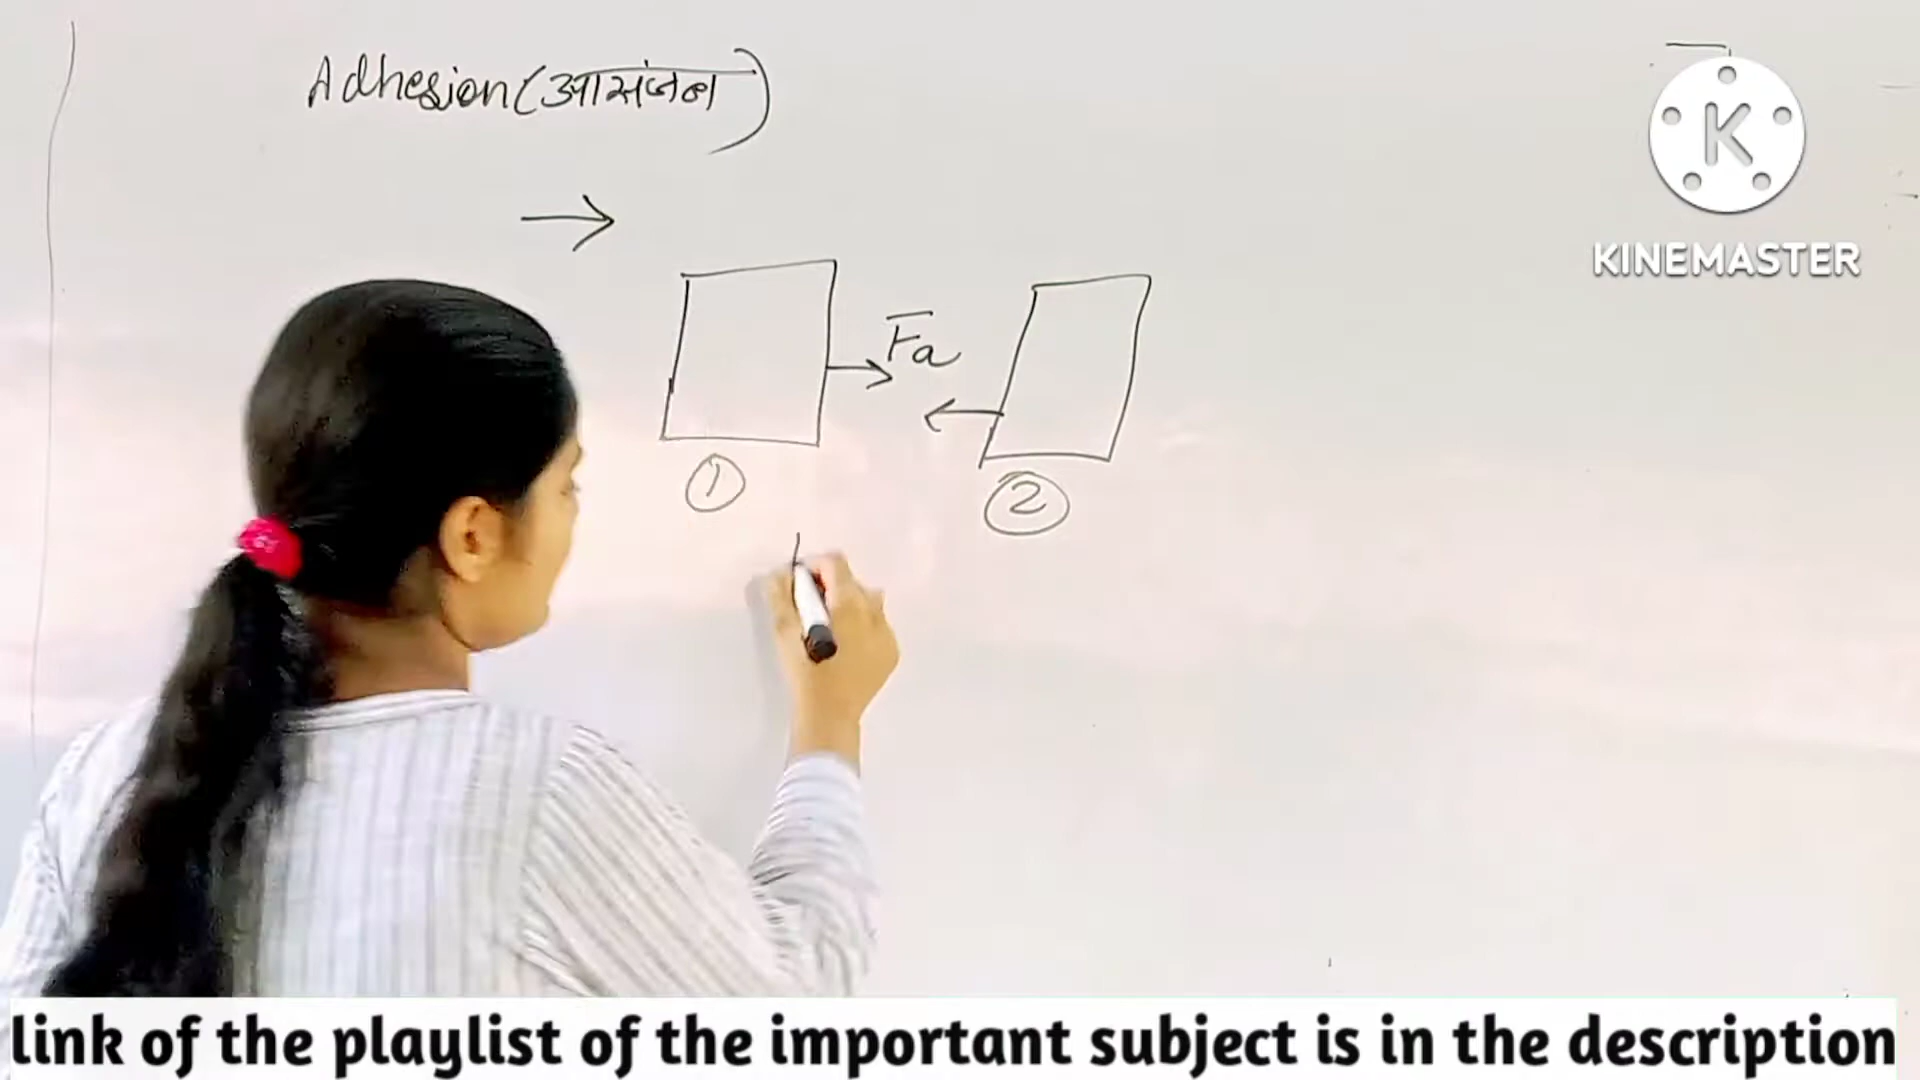 Adhesion (आसंजन)
→
Fa
① ②
K
KINEMASTER
link of the playlist of the important subject is in the description